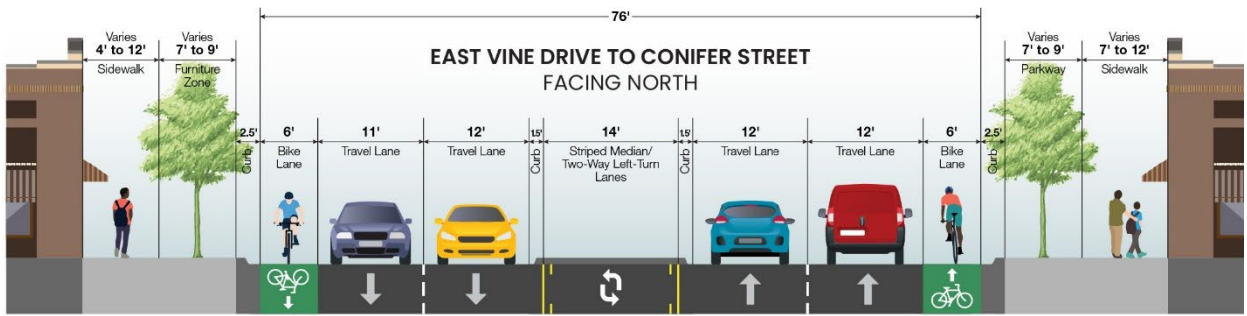 76'
Varies
4' to 12'
Sidewalk
Varies
7' to 9'
Furniture
Zone
EAST VINE DRIVE TO CONIFER STREET
FACING NORTH
Varies
7' to 9'
Parkway
Varies
7' to 12'
Sidewalk
2.5'
Curb
6'
Bike
Lane
11'
Travel Lane
12'
Travel Lane
1.5'
Curb
14'
Striped Median/
Two-Way Left-Turn
Lanes
1.5'
Curb
12'
Travel Lane
12'
Travel Lane
6'
Bike
Lane
2.5'
Curb